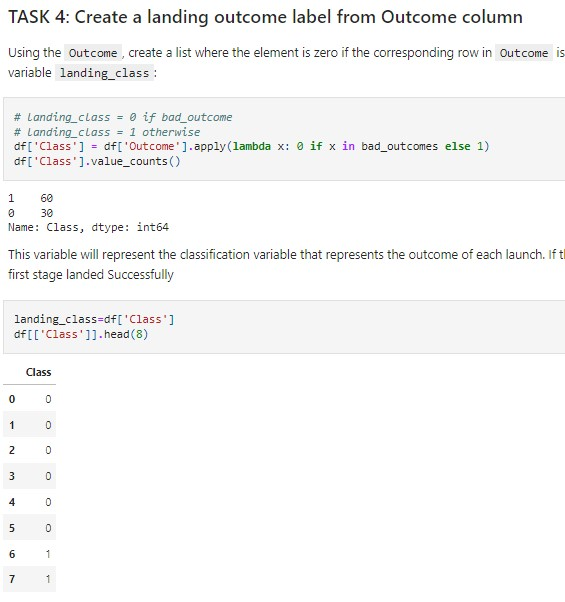 TASK 4: Create a landing outcome label from Outcome column
Using the Outcome , create a list where the element is zero if the corresponding row in Outcome is
variable landing_class :
# landing_class = 0 if bad_outcome
# landing_class = 1 otherwise
df['Class'] = df['Outcome'].apply(lambda x: 0 if x in bad_outcomes else 1)
df['Class'].value_counts()
1    60
0    30
Name: Class, dtype: int64
This variable will represent the classification variable that represents the outcome of each launch. If
first stage landed Successfully
landing_class=df['Class']
df[['Class']].head(8)
Class
0 0
1 0
2 0
3 0
4 0
5 0
6 1
7 1